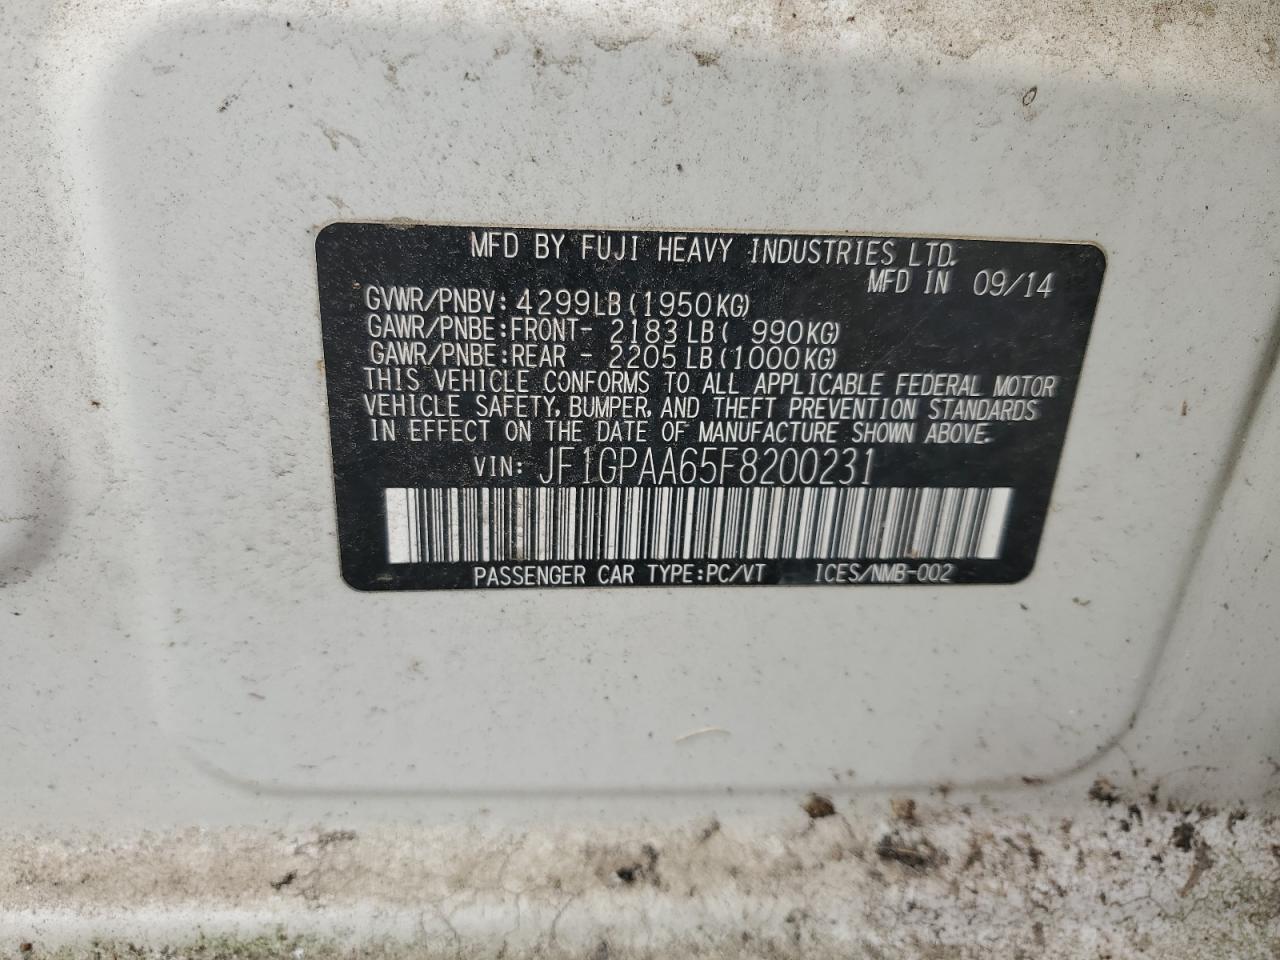 MFD BY FUJI HEAVY INDUSTRIES LTD.
MFD IN 09/14
GVWR/PNBV: 4299LB(1950KG)
GAWR/PNBE:FRONT- 2183LB( 990KG)
GAWR/PNBE:REAR - 2205LB(1000KG)
THIS VEHICLE CONFORMS TO ALL APPLICABLE FEDERAL MOTOR
VEHICLE SAFETY, BUMPER, AND THEFT PREVENTION STANDARDS
IN EFFECT ON THE DATE OF MANUFACTURE SHOWN ABOVE.
VIN: JF1GPAA65F8200231
PASSENGER CAR TYPE:PC/VT ICES/NMB-002